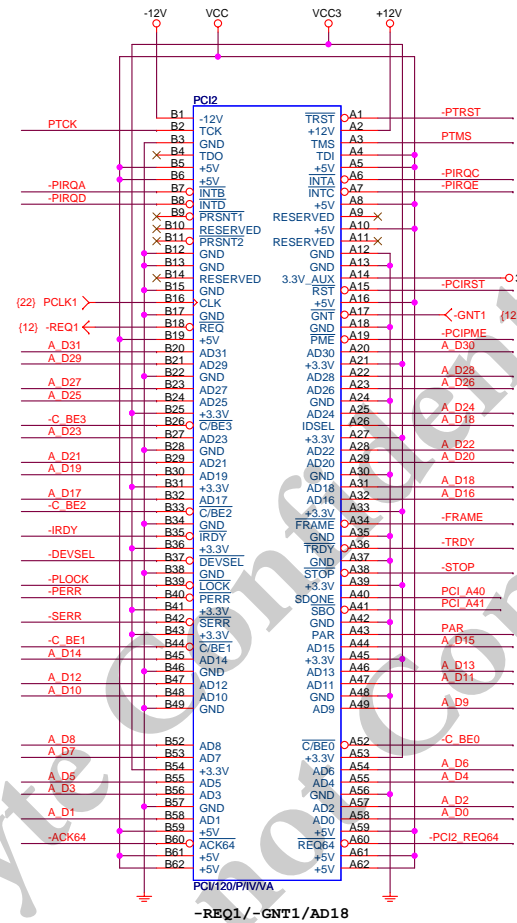 -12V VCC VCC3 +12V
PCI2
B1 -12V TRST A1 -PTRST
PTCK B2 TCK +12V A2
B3 GND TMS A3 PTMS
B4 TDO TDI A4
B5 +5V +5V A5
B6 +5V INTA A6 -PIRQC
-PIRQA B7 INTB INTC A7 -PIRQE
-PIRQD B8 INTD +5V A8
B9 PRSNT1 RESERVED A9
B10 RESERVED +5V A10
B11 PRSNT2 RESERVED A11
B12 GND GND A12
B13 GND GND A13
B14 RESERVED 3.3V_AUX A14
B15 GND RST A15 -PCIRST
{22} PCLK1 B16 CLK +5V A16
B17 GND GNT A17 -GNT1 {12
{12} -REQ1 B18 REQ GND A18
B19 +5V PME A19 -PCIPME
A_D31 B20 AD31 AD30 A20 A_D30
A_D29 B21 AD29 +3.3V A21
B22 GND AD28 A22 A_D28
A_D27 B23 AD27 AD26 A23 A_D26
A_D25 B24 AD25 GND A24
B25 +3.3V AD24 A25 A_D24
-C_BE3 B26 C/BE3 IDSEL A26 A_D18
A_D23 B27 AD23 +3.3V A27
B28 GND AD22 A28 A_D22
A_D21 B29 AD21 AD20 A29 A_D20
A_D19 B30 AD19 GND A30
B31 +3.3V AD18 A31 A_D18
A_D17 B32 AD17 AD16 A32 A_D16
-C_BE2 B33 C/BE2 +3.3V A33
B34 GND FRAME A34 -FRAME
-IRDY B35 IRDY GND A35
B36 +3.3V TRDY A36 -TRDY
-DEVSEL B37 DEVSEL GND A37
B38 GND STOP A38 -STOP
-PLOCK B39 LOCK +3.3V A39
-PERR B40 PERR SDONE A40 PCI_A40
B41 +3.3V SBO A41 PCI_A41
-SERR B42 SERR GND A42
B43 +3.3V PAR A43 PAR
-C_BE1 B44 C/BE1 AD15 A44 A_D15
A_D14 B45 AD14 +3.3V A45
B46 GND AD13 A46 A_D13
A_D12 B47 AD12 AD11 A47 A_D11
A_D10 B48 AD10 GND A48
B49 GND AD9 A49 A_D9
A_D8 B52 AD8 C/BE0 A52 -C_BE0
A_D7 B53 AD7 +3.3V A53
B54 +3.3V AD6 A54 A_D6
A_D5 B55 AD5 AD4 A55 A_D4
A_D3 B56 AD3 GND A56
B57 GND AD2 A57 A_D2
A_D1 B58 AD1 AD0 A58 A_D0
B59 +5V +5V A59
-ACK64 B60 ACK64 REQ64 A60 -PCI2_REQ64
B61 +5V +5V A61
B62 +5V +5V A62
PCI/120/P/IV/VA
-REQ1/-GNT1/AD18
yte Confident
not Con